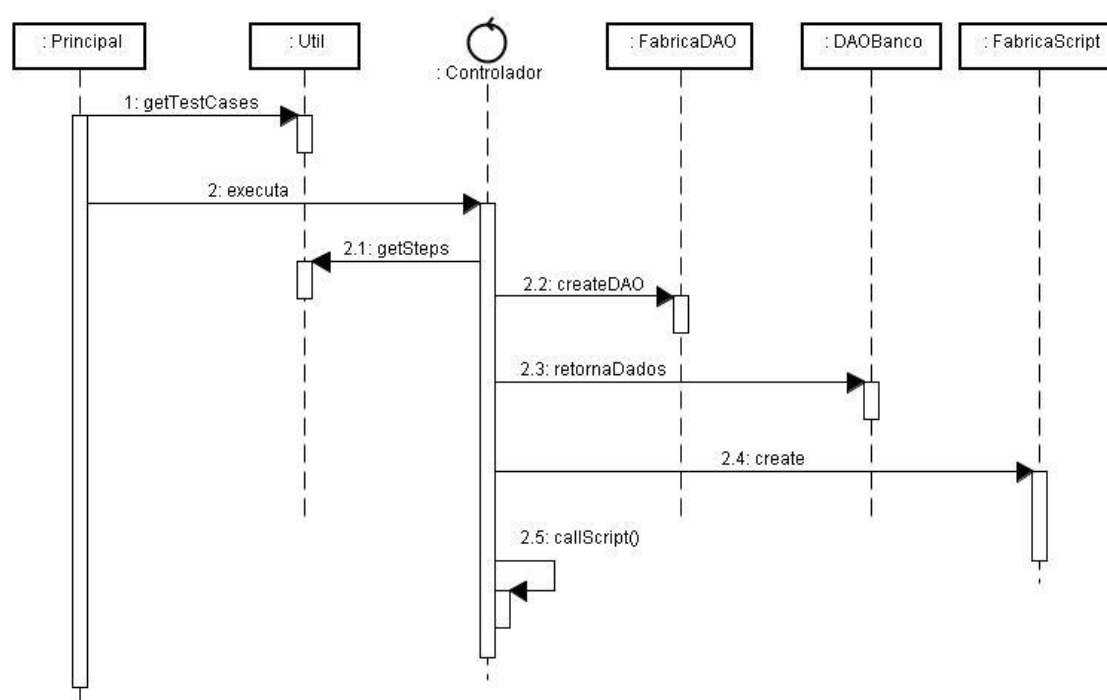 : Principal
: Util
: Controlador
: FabricaDAO
: DAOBanco
: FabricaScript
1: getTestCases
2: executa
2.1: getSteps
2.2: createDAO
2.3: retornaDados
2.4: create
2.5: callScript()